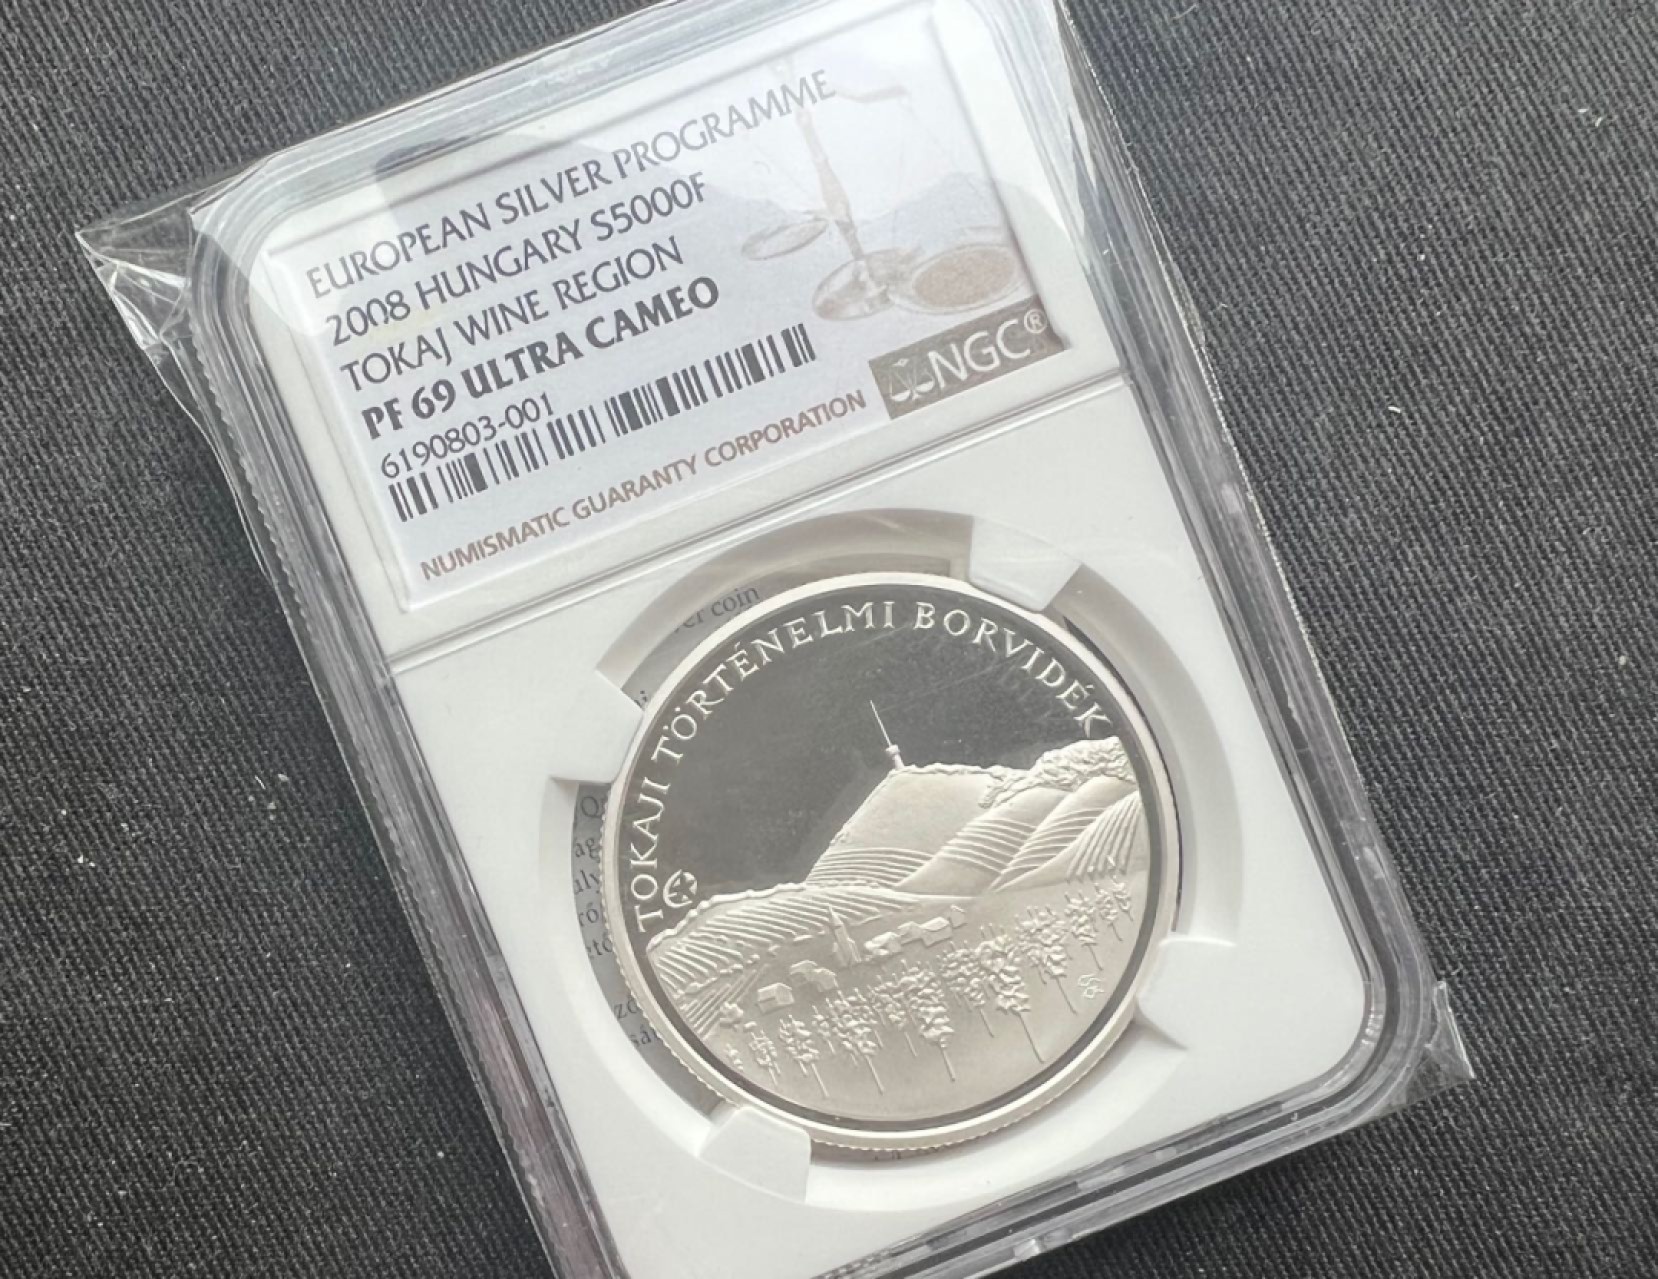 EUROPEAN SILVER PROGRAMME
2008 HUNGARY S5000F
TOKAJ WINE REGION
PF 69 ULTRA CAMEO
6190803-001
NGC®
NUMISMATIC GUARANTY CORPORATION
coin
TOKAJI TÖRTÉNELMI BORVIDÉK